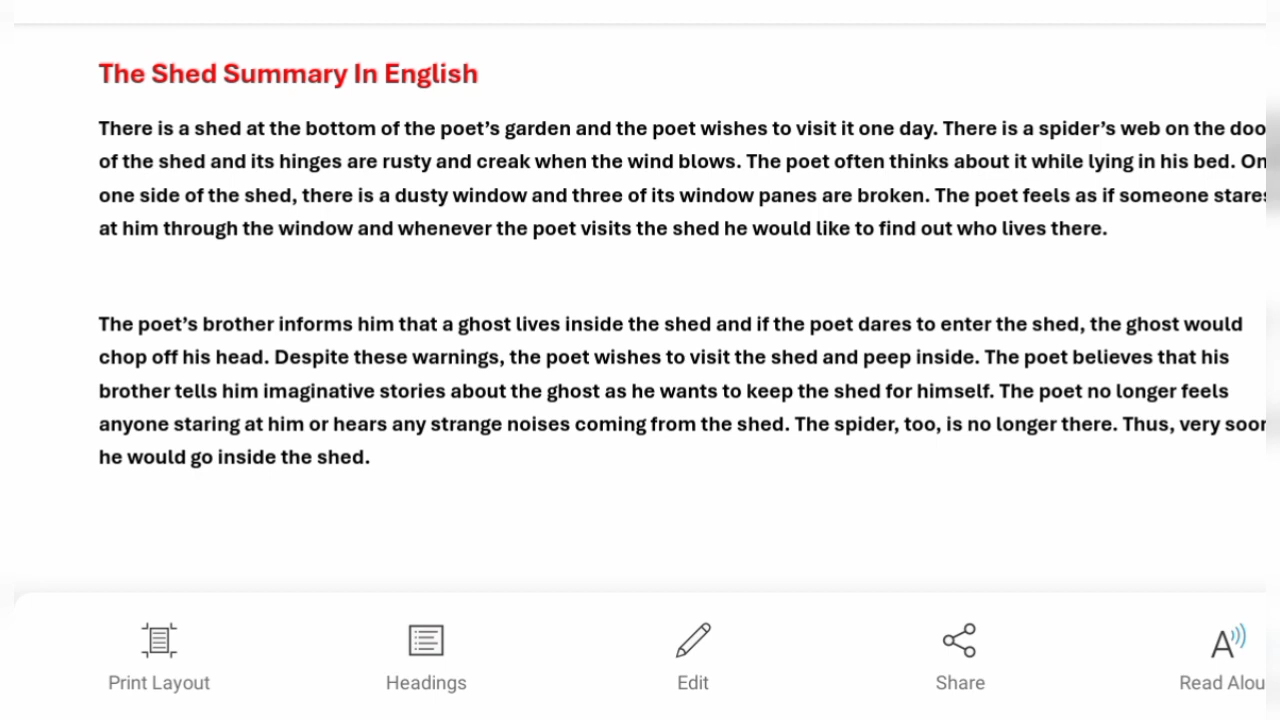 The Shed Summary In English
There is a shed at the bottom of the poet’s garden and the poet wishes to visit it one day. There is a spider’s web on the doo
of the shed and its hinges are rusty and creak when the wind blows. The poet often thinks about it while lying in his bed. On
one side of the shed, there is a dusty window and three of its window panes are broken. The poet feels as if someone stares
at him through the window and whenever the poet visits the shed he would like to find out who lives there.
The poet’s brother informs him that a ghost lives inside the shed and if the poet dares to enter the shed, the ghost would
chop off his head. Despite these warnings, the poet wishes to visit the shed and peep inside. The poet believes that his
brother tells him imaginative stories about the ghost as he wants to keep the shed for himself. The poet no longer feels
anyone staring at him or hears any strange noises coming from the shed. The spider, too, is no longer there. Thus, very soon
he would go inside the shed.
Print Layout
Headings
Edit
Share
Read Alou